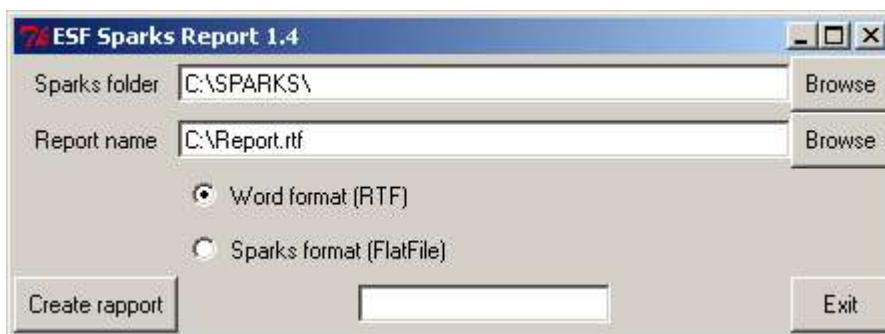 ESF Sparks Report 1.4
Sparks folder C:\SPARKS\ Browse
Report name C:\Report.rtf Browse
Word format (RTF)
Sparks format (FlatFile)
Create rapport Exit